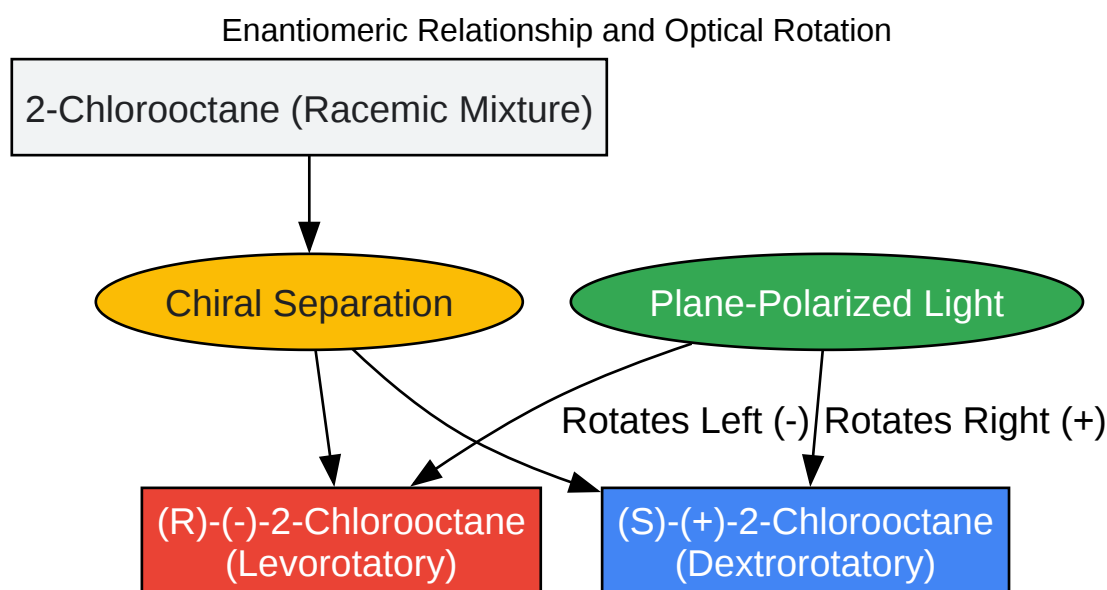 Enantiomeric Relationship and Optical Rotation
2-Chlorooctane (Racemic Mixture)
Chiral Separation
Plane-Polarized Light
Rotates Left (-)
Rotates Right (+)
(R)-(-)-2-Chlorooctane
(Levorotatory)
(S)-(+)-2-Chlorooctane
(Dextrorotatory)